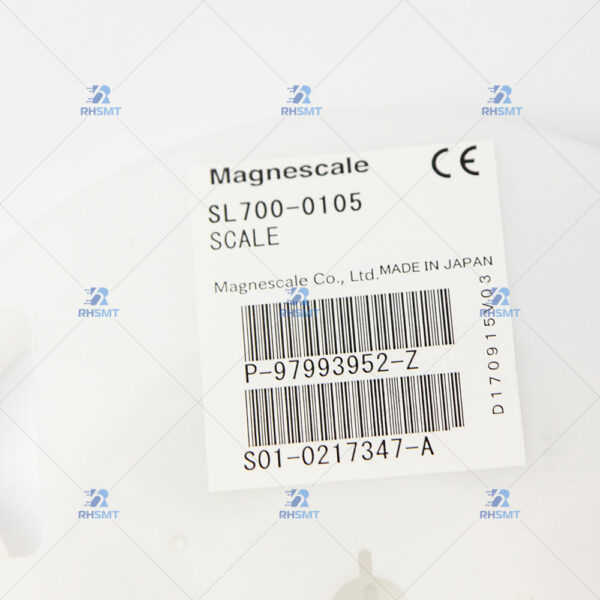 RHSMT RHSMT RHSMT
Magnescale CE
SL700-0105
SCALE
Magnescale Co., Ltd. MADE IN JAPAN
RHSMT RHSMT RHSMT
P-97993952-Z
S01-0217347-A
D170915V03
RHSMT RHSMT RHSMT